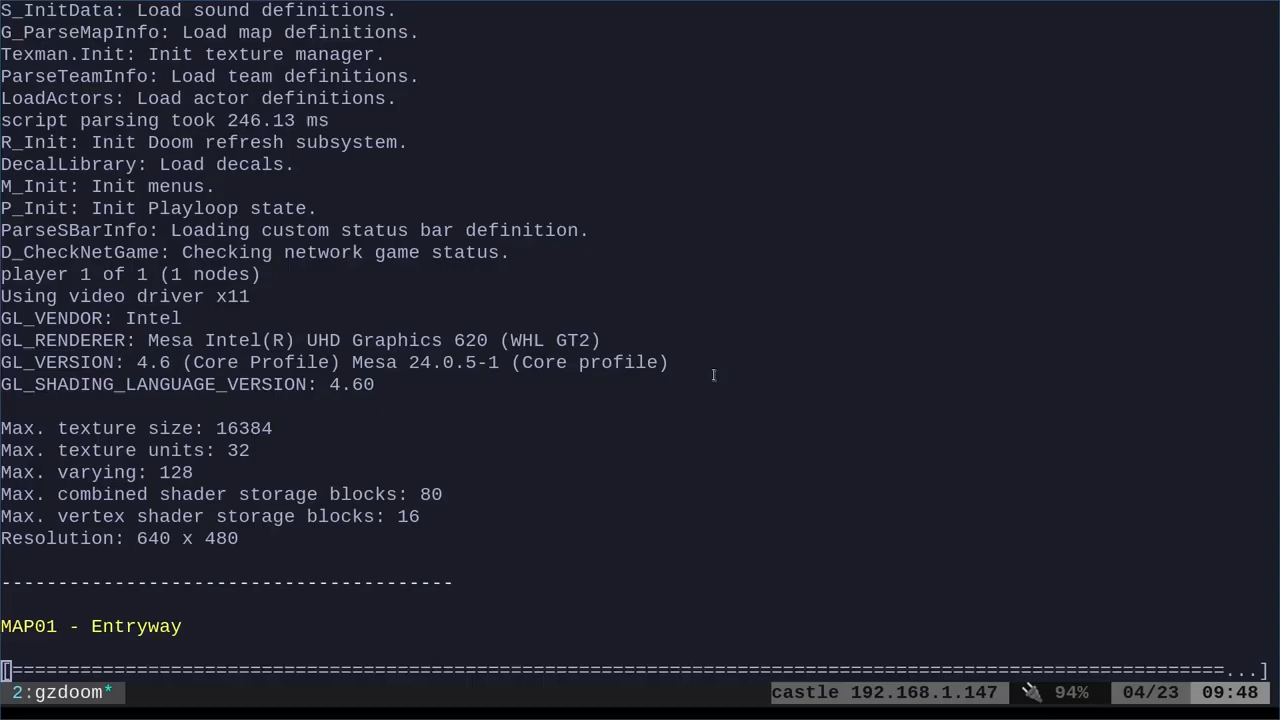 S_InitData: Load sound definitions.
G_ParseMapInfo: Load map definitions.
Texman.Init: Init texture manager.
ParseTeamInfo: Load team definitions.
LoadActors: Load actor definitions.
script parsing took 246.13 ms
R_Init: Init Doom refresh subsystem.
DecalLibrary: Load decals.
M_Init: Init menus.
P_Init: Init Playloop state.
ParseSBarInfo: Loading custom status bar definition.
D_CheckNetGame: Checking network game status.
player 1 of 1 (1 nodes)
Using video driver x11
GL_VENDOR: Intel
GL_RENDERER: Mesa Intel(R) UHD Graphics 620 (WHL GT2)
GL_VERSION: 4.6 (Core Profile) Mesa 24.0.5-1 (Core profile)
GL_SHADING_LANGUAGE_VERSION: 4.60

Max. texture size: 16384
Max. texture units: 32
Max. varying: 128
Max. combined shader storage blocks: 80
Max. vertex shader storage blocks: 16
Resolution: 640 x 480

----------------------------------------

MAP01 - Entryway

[===========================================================================================================...]
2:gzdoom* castle 192.168.1.147 🔌 94% 04/23 09:48